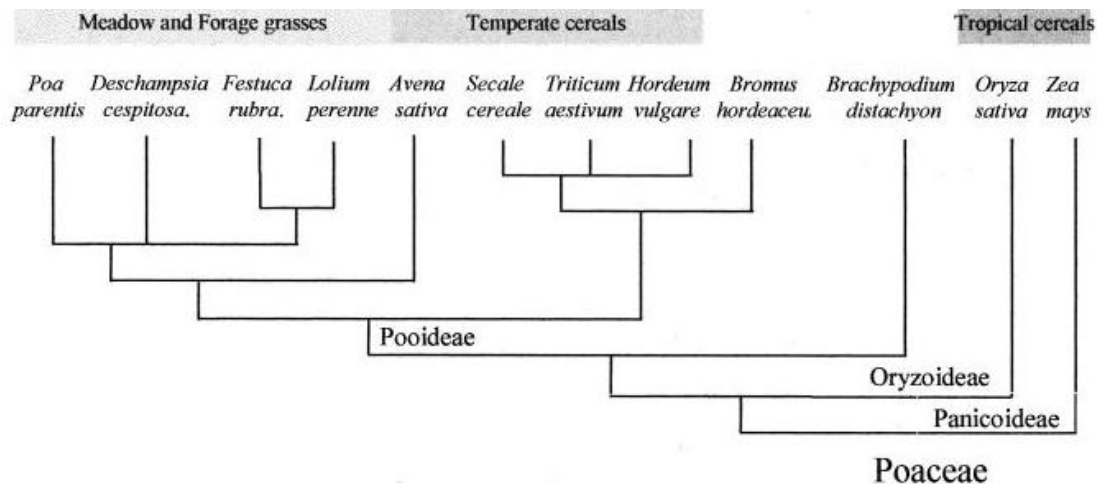 Meadow and Forage grasses Temperate cereals Tropical cereals
Poa Deschampsia Festuca Lolium Avena Secale Triticum Hordeum Bromus Brachypodium Oryza Zea
parentis cespitosa. rubra. perenne sativa cereale aestivum vulgare hordeaceu. distachyon sativa mays
Pooideae
Oryzoideae
Panicoideae
Poaceae